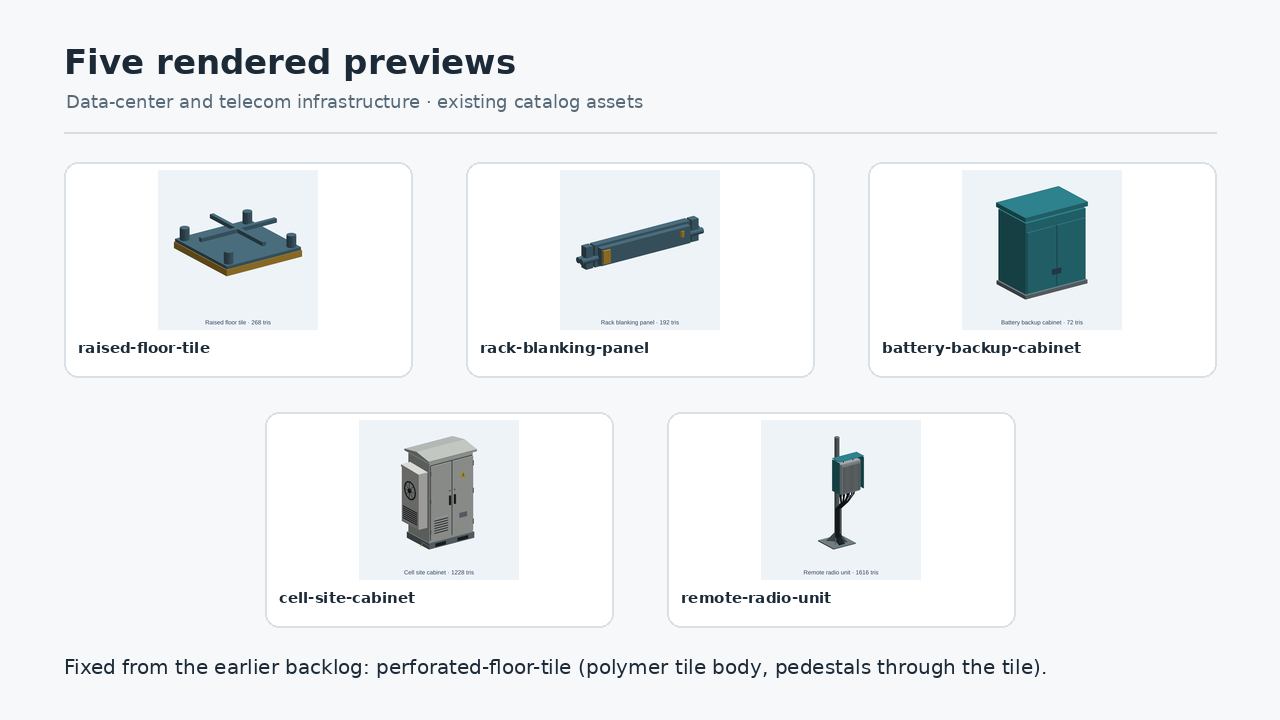 Five rendered previews
Data-center and telecom infrastructure · existing catalog assets
Raised floor tile · 268 tris
raised-floor-tile
Rack blanking panel · 192 tris
rack-blanking-panel
Battery backup cabinet · 72 tris
battery-backup-cabinet
Cell site cabinet · 1228 tris
cell-site-cabinet
Remote radio unit · 1616 tris
remote-radio-unit
Fixed from the earlier backlog: perforated-floor-tile (polymer tile body, pedestals through the tile).